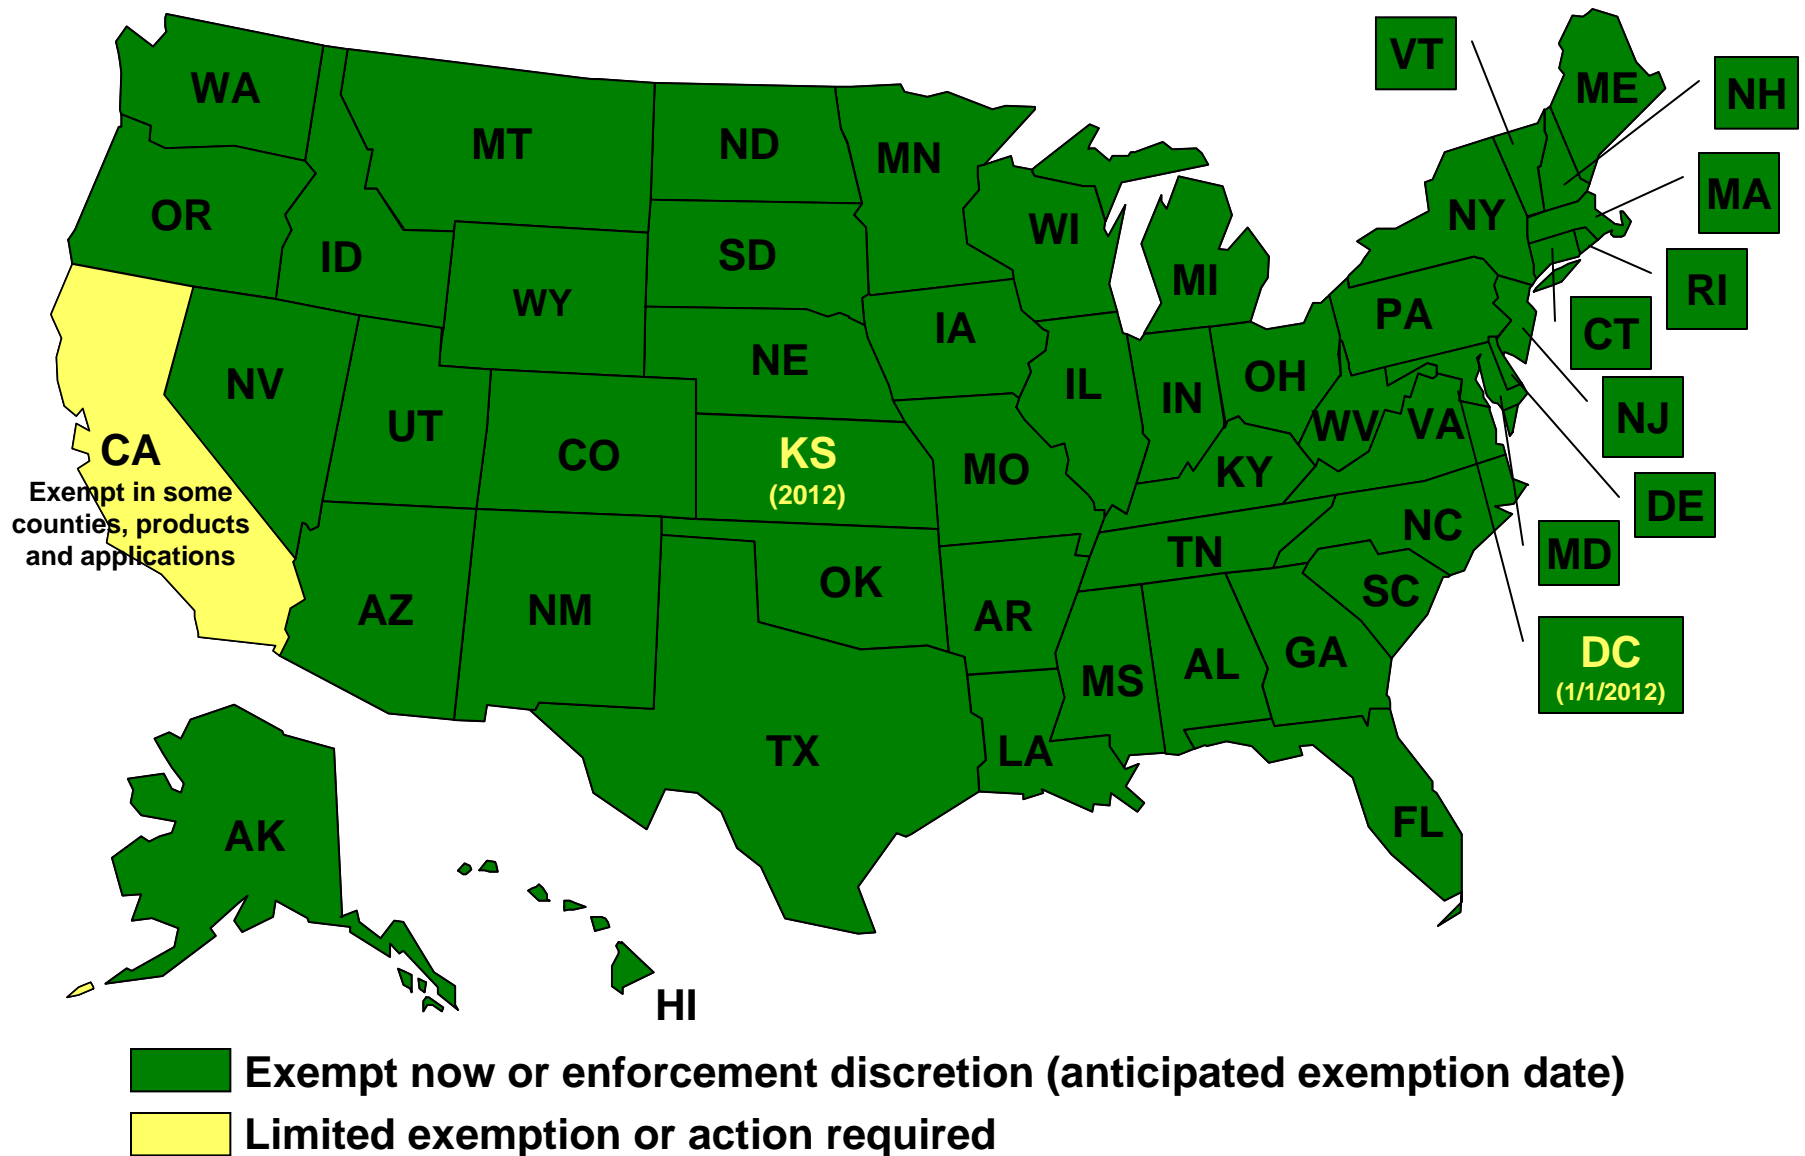 VT
ME
WA
NH
MT
ND
MN
MA
OR
NY
WI
ID
SD
MI
RI
WY
PA
IA
CT
NE
OH
NV
IL
IN
NJ
UT
WV
VA
CA
CO
KS
(2012)
MO
KY
Exempt in some
counties, products
and applications
DE
NC
TN
MD
OK
SC
AZ
NM
AR
GA
DC
(1/1/2012)
AL
MS
TX
LA
FL
AK
HI
Exempt now or enforcement discretion (anticipated exemption date)
Limited exemption or action required